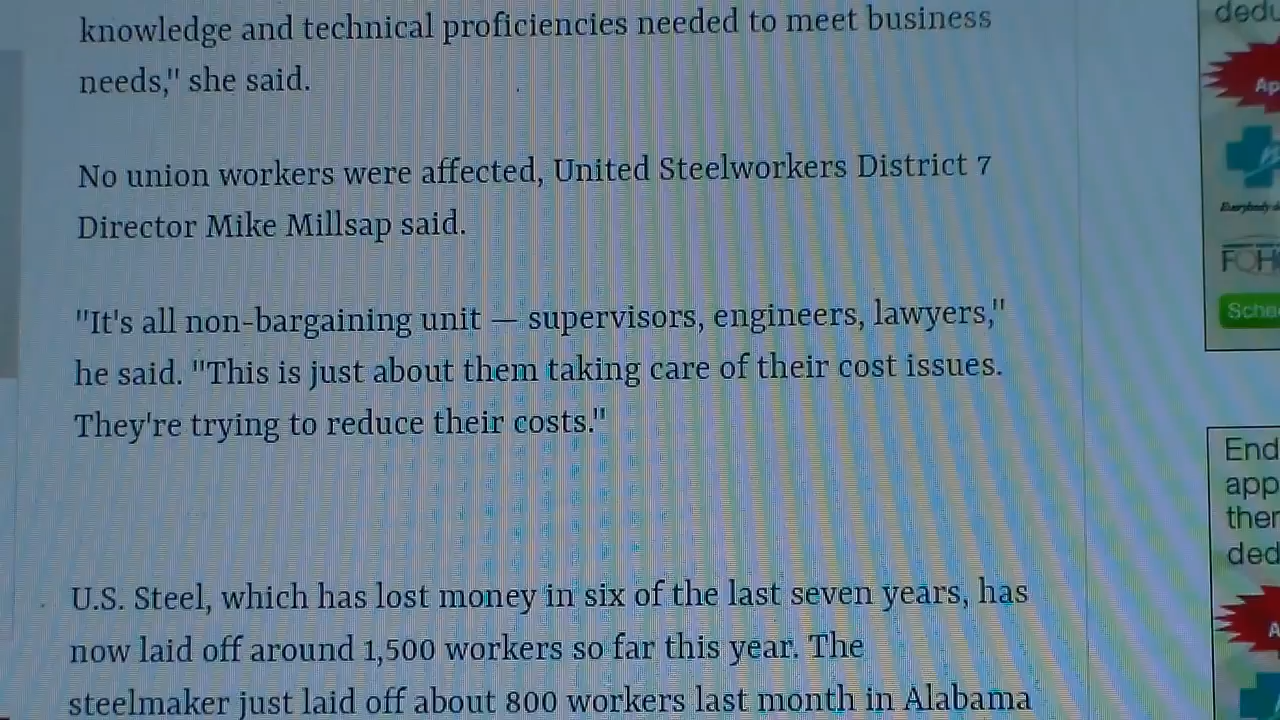 knowledge and technical proficiencies needed to meet business
needs," she said.
No union workers were affected, United Steelworkers District 7
Director Mike Millsap said.
"It's all non-bargaining unit — supervisors, engineers, lawyers,"
he said. "This is just about them taking care of their cost issues.
They're trying to reduce their costs."
U.S. Steel, which has lost money in six of the last seven years, has
now laid off around 1,500 workers so far this year. The
steelmaker just laid off about 800 workers last month in Alabama
dedu
Ap
FQH
Sche
End
app
ther
ded
A